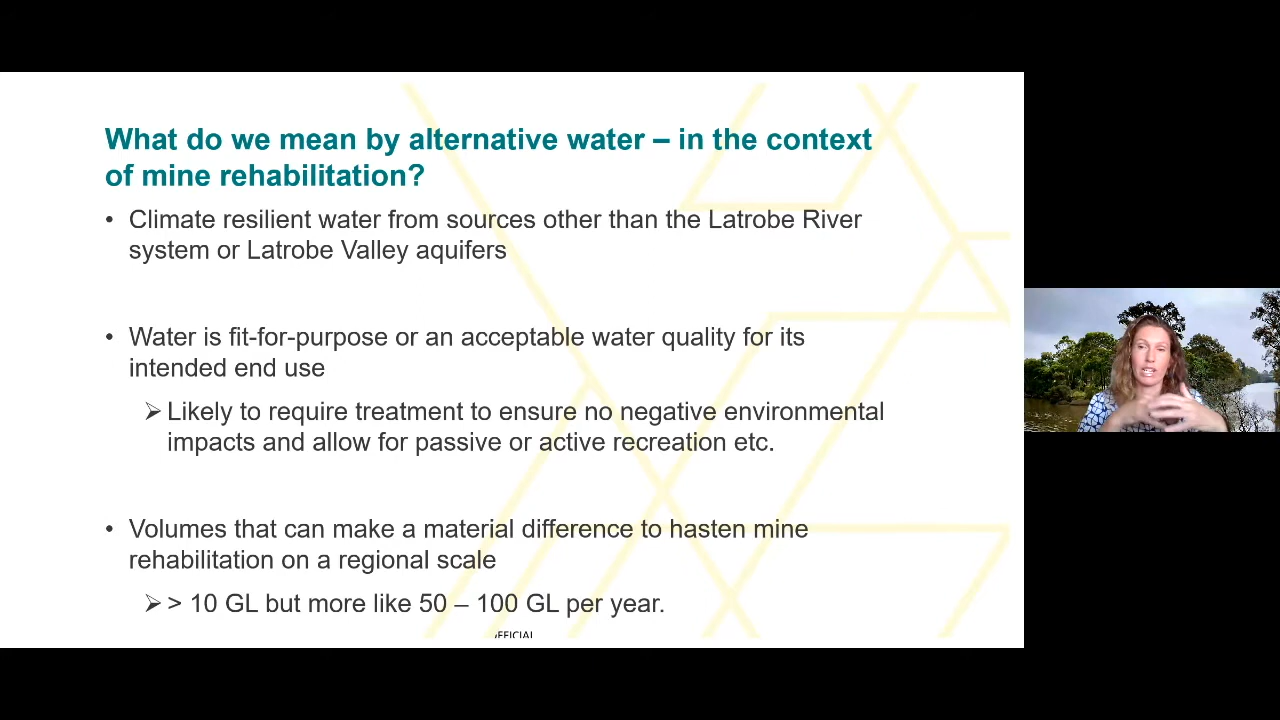 What do we mean by alternative water – in the context
of mine rehabilitation?
• Climate resilient water from sources other than the Latrobe River
system or Latrobe Valley aquifers
• Water is fit-for-purpose or an acceptable water quality for its
intended end use
➢ Likely to require treatment to ensure no negative environmental
impacts and allow for passive or active recreation etc.
• Volumes that can make a material difference to hasten mine
rehabilitation on a regional scale
➢ > 10 GL but more like 50 – 100 GL per year.